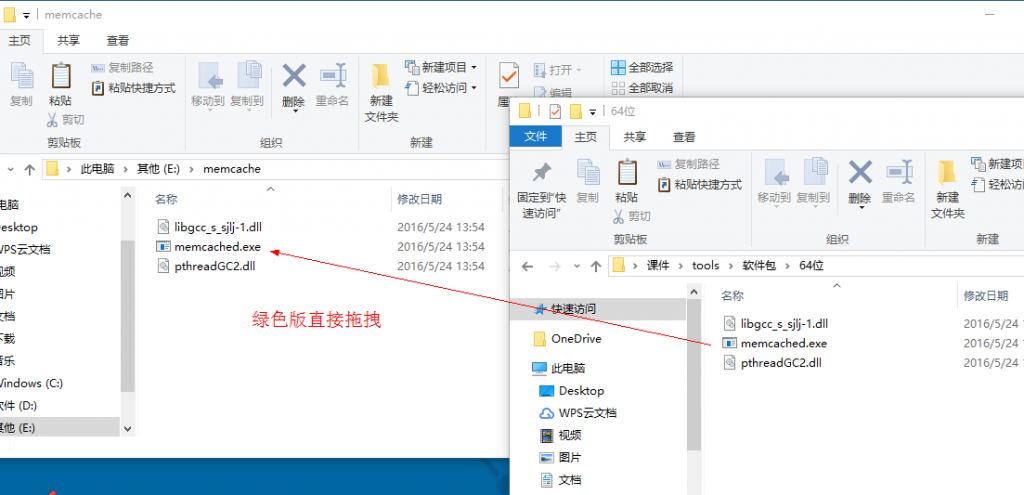 memcache
主页 共享 查看
复制
粘贴
复制路径
粘贴快捷方式
剪切
剪贴板
移动到 复制到 删除 重命名
组织
新建
文件夹
新建项目
轻松访问
新建
打开
编辑
全部选择
全部取消
此电脑 其他 (E:) memcache
电脑
Desktop
WPS云文档
视频
图片
文档
下载
音乐
Windows (C:)
软件 (D:)
其他 (E:)
名称 修改日期
libgcc_s_sjlj-1.dll 2016/5/24 13:54
memcached.exe 2016/5/24 13:54
pthreadGC2.dll 2016/5/24 13:54
绿色版直接拖拽
64位
文件 主页 共享 查看
固定到"快
速访问"
复制
粘贴
复制路径
粘贴快捷方式
剪切
剪贴板
移动到 复制到 删除 重命名
组织
新建
文件夹
新建项目
轻松访问
新建
课件 tools 软件包 64位
快速访问
OneDrive
此电脑
Desktop
WPS云文档
视频
图片
文档
名称 修改日期
libgcc_s_sjlj-1.dll 2016/5/24 1
memcached.exe 2016/5/24 1
pthreadGC2.dll 2016/5/24 1